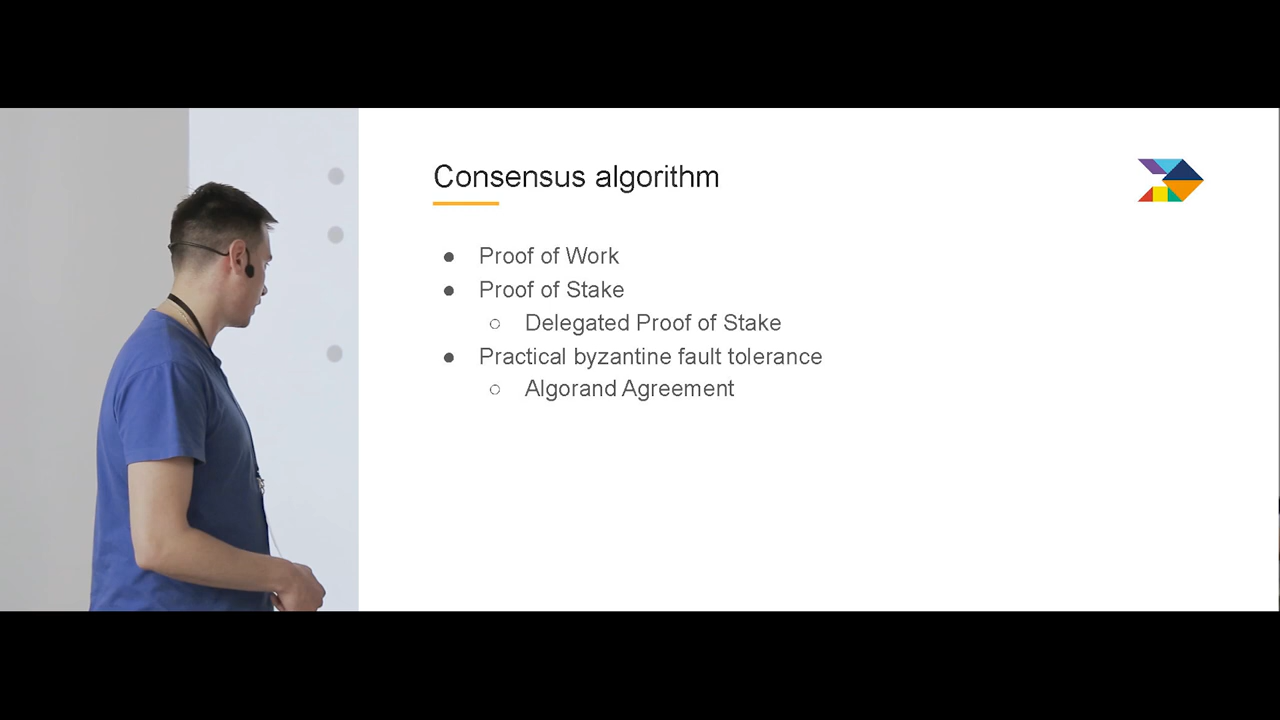 Consensus algorithm
● Proof of Work
● Proof of Stake
○ Delegated Proof of Stake
● Practical byzantine fault tolerance
○ Algorand Agreement